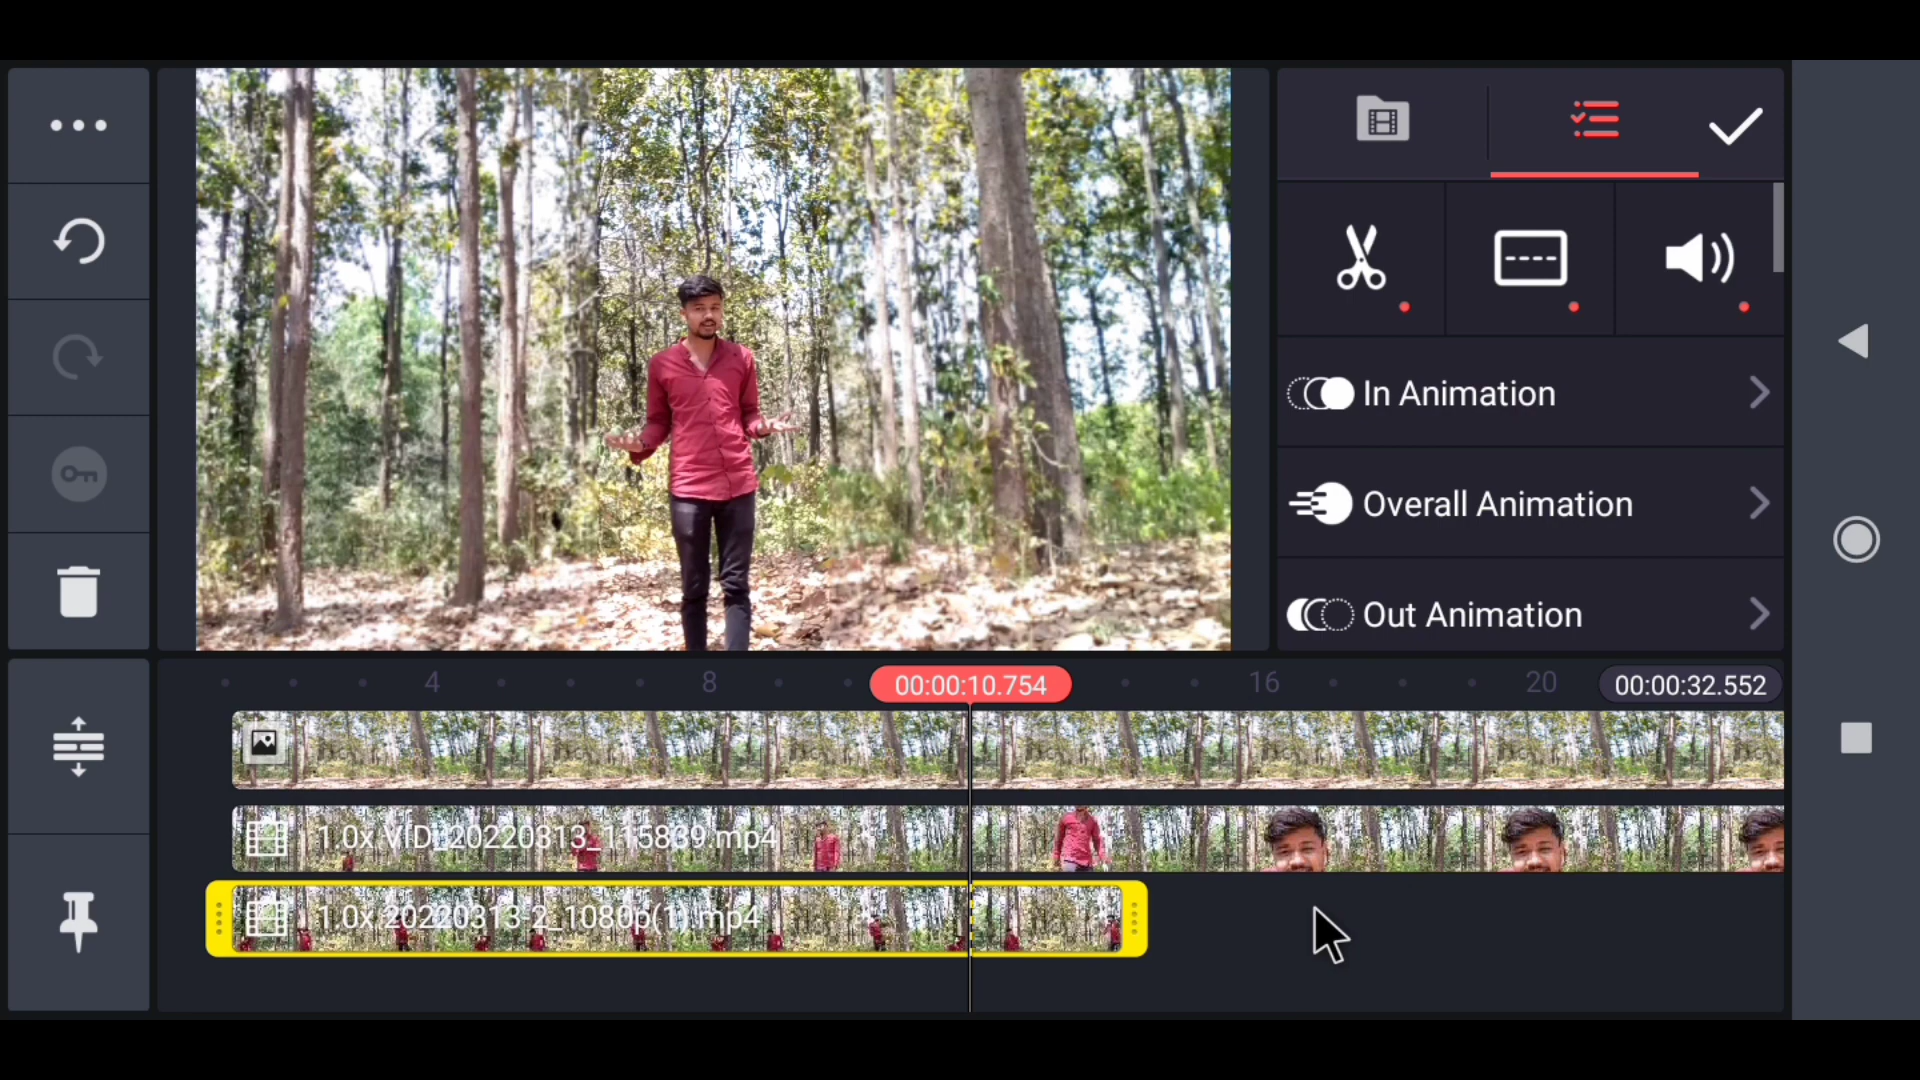 In Animation
Overall Animation
Out Animation
4
8
00:00:10.754
16
20
00:00:32.552
1.0x VID_20220313_115839.mp4
1.0x 20220313-2_1080p(1).mp4